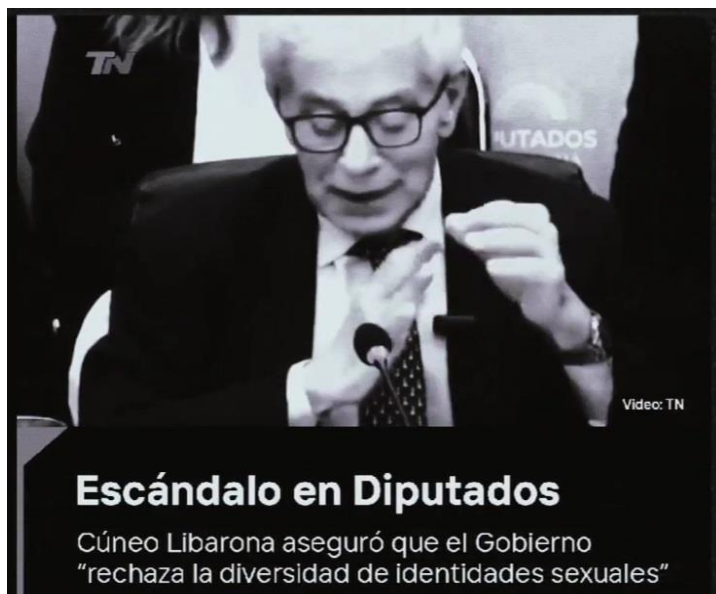 TN
UTADOS
Video: TN
Escándalo en Diputados
Cúneo Libarona aseguró que el Gobierno
“rechaza la diversidad de identidades sexuales”